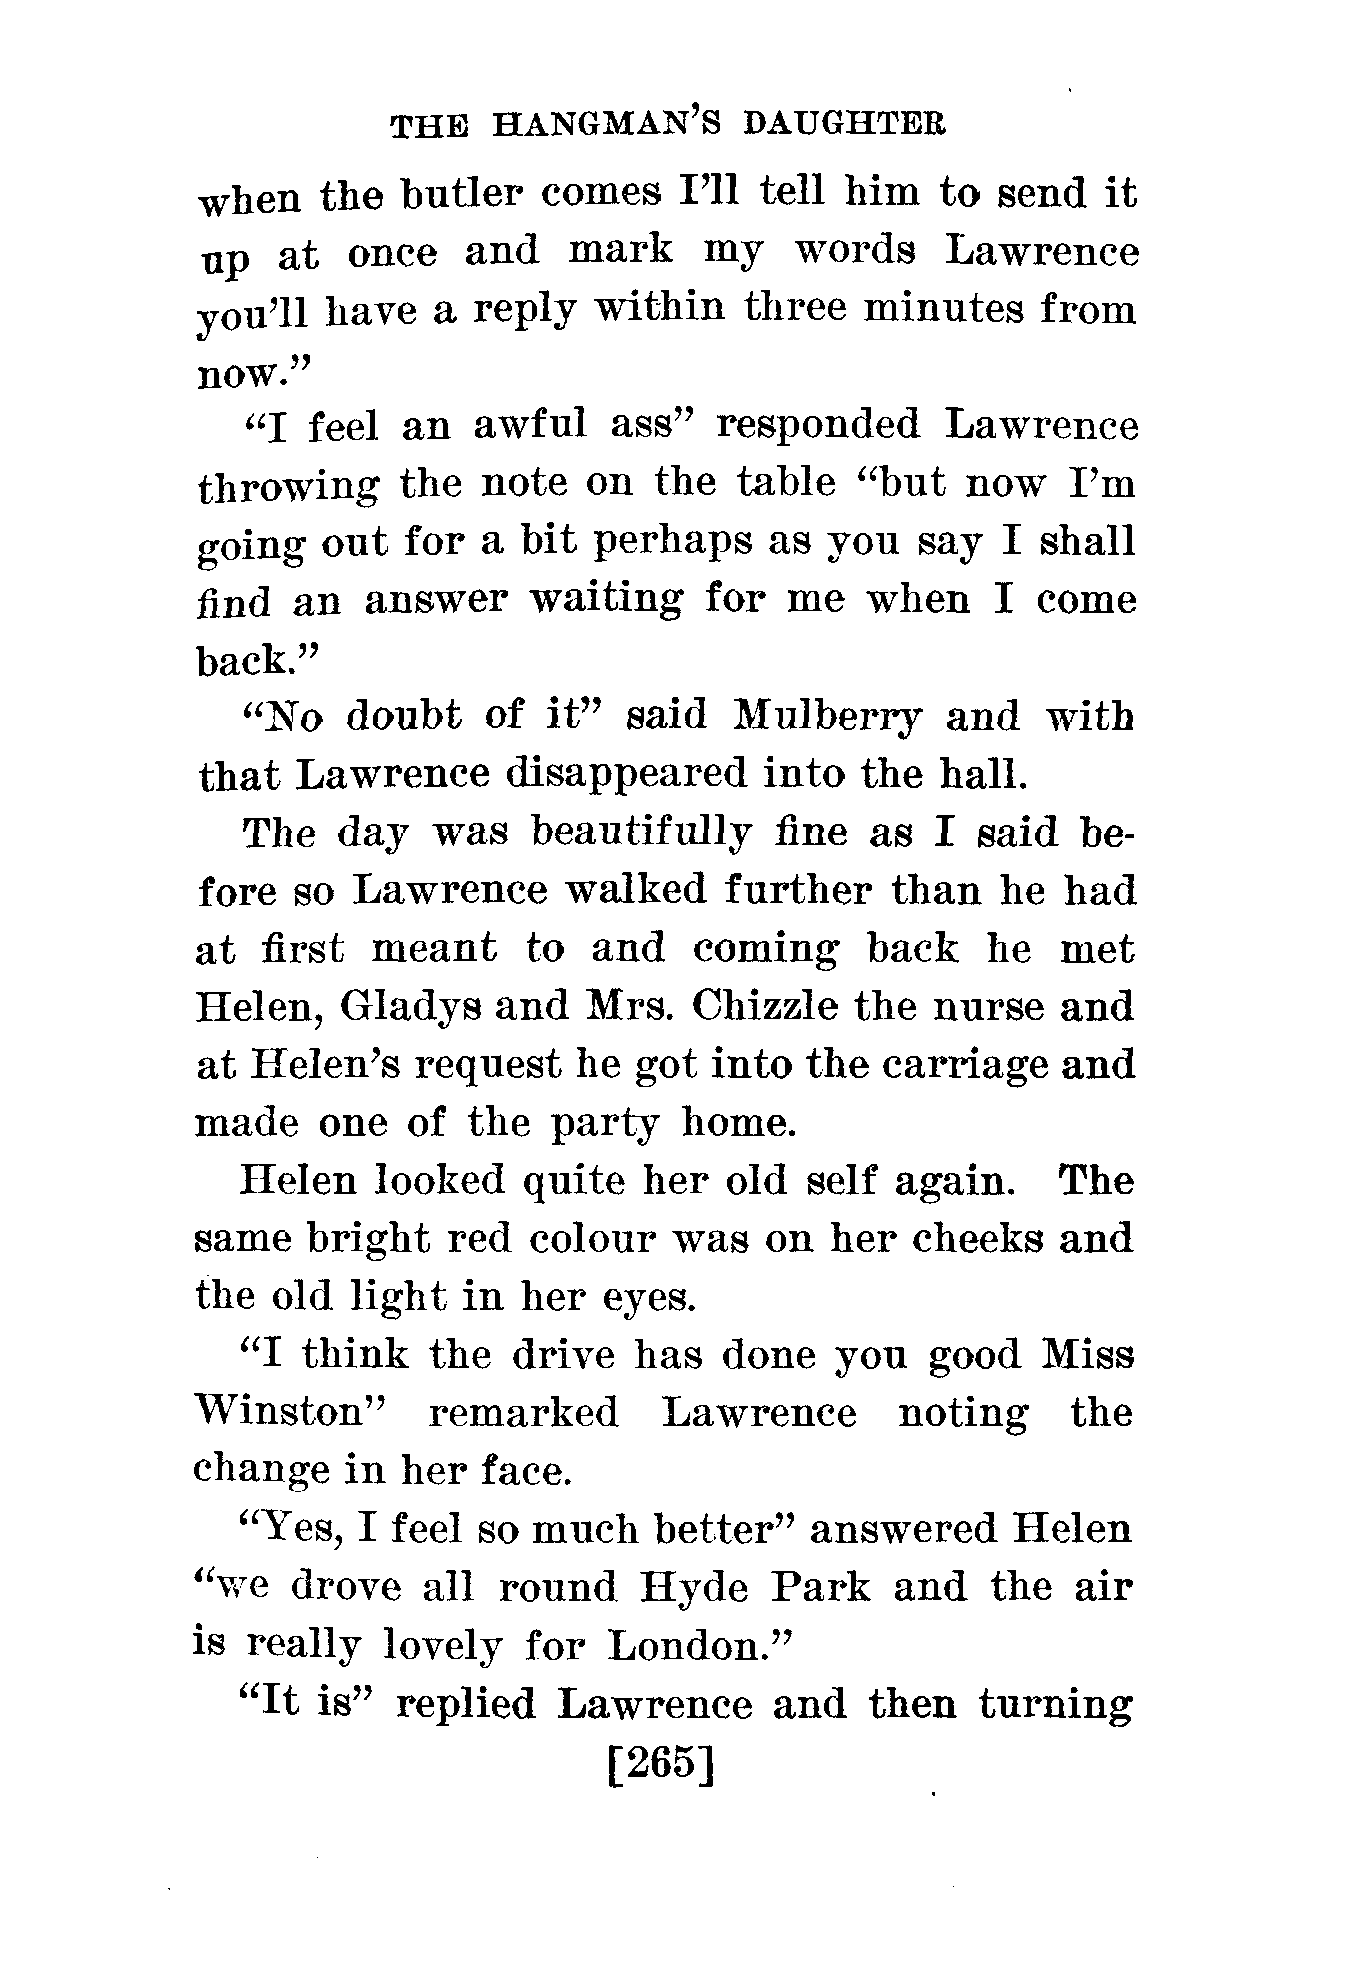 THE HANGMAN'S DAUGHTER
when the butler comes I'll tell him to send it
up at once and mark my words Lawrence
you'll have a reply within three minutes from
now."
"I feel an awful ass" responded Lawrence
throwing the note on the table "but now I'm
going out for a bit perhaps as you say I shall
find an answer waiting for me when I come
back."
"No doubt of it" said Mulberry and with
that Lawrence disappeared into the hall.
The day was beautifully fine as I said be-
fore so Lawrence walked further than he had
at first meant to and coming back he met
Helen, Gladys and Mrs. Chizzle the nurse and
at Helen's request he got into the carriage and
made one of the party home.
Helen looked quite her old self again. The
same bright red colour was on her cheeks and
the old light in her eyes.
"I think the drive has done you good Miss
Winston" remarked Lawrence noting the
change in her face.
"Yes, I feel so much better" answered Helen
"we drove all round Hyde Park and the air
is really lovely for London."
"It is" replied Lawrence and then turning
[265]